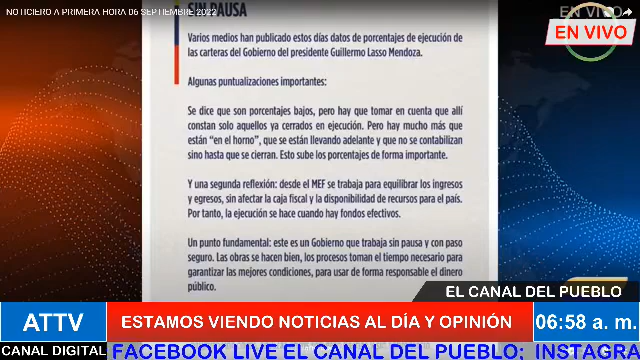 NOTICIERO A PRIMERA HORA 06 SEPTIEMBRE 2022
SIN PAUSA
EN VIVO
EN VIVO
Varios medios han publicado estos días datos de porcentajes de ejecución de
las carteras del Gobierno del presidente Guillermo Lasso Mendoza.
Algunas puntualizaciones importantes:
Se dice que son porcentajes bajos, pero hay que tomar en cuenta que allí
constan solo aquellos ya cerrados en ejecución. Pero hay mucho más que
están “en el horno”, que se están llevando adelante y que no se contabilizan
sino hasta que se cierran. Esto sube los porcentajes de forma importante.
Y una segunda reflexión: desde el MEF se trabaja para equilibrar los ingresos
y egresos, sin afectar la caja fiscal y la disponibilidad de recursos para el país.
Por tanto, la ejecución se hace cuando hay fondos efectivos.
Un punto fundamental: este es un Gobierno que trabaja sin pausa y con paso
seguro. Las obras se hacen bien, los procesos toman el tiempo necesario para
garantizar las mejores condiciones, para usar de forma responsable el dinero
público.
EL CANAL DEL PUEBLO
ATTV
ESTAMOS VIENDO NOTICIAS AL DÍA Y OPINIÓN
06:58 a. m.
CANAL DIGITAL
FACEBOOK LIVE EL CANAL DEL PUEBLO; INSTAGRA